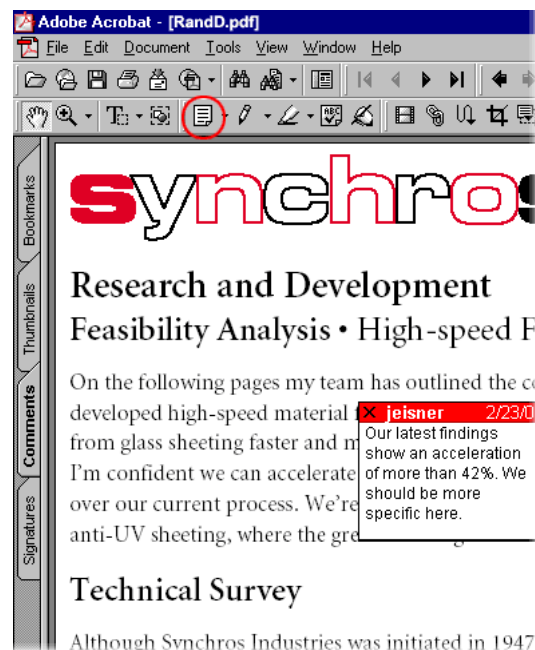 Adobe Acrobat - [RandD.pdf]
File Edit Document Tools View Window Help
ABC
Bookmarks
Thumbnails
Comments
Signatures
synchros
Research and Development
Feasibility Analysis • High-speed F
On the following pages my team has outlined the c
developed high-speed material
from glass sheeting faster and m
I'm confident we can accelerate
over our current process. We're
anti-UV sheeting, where the gre
jeisner 2/23/0
Our latest findings
show an acceleration
of more than 42%. We
should be more
specific here.
Technical Survey
Although Synchros Industries was initiated in 1947